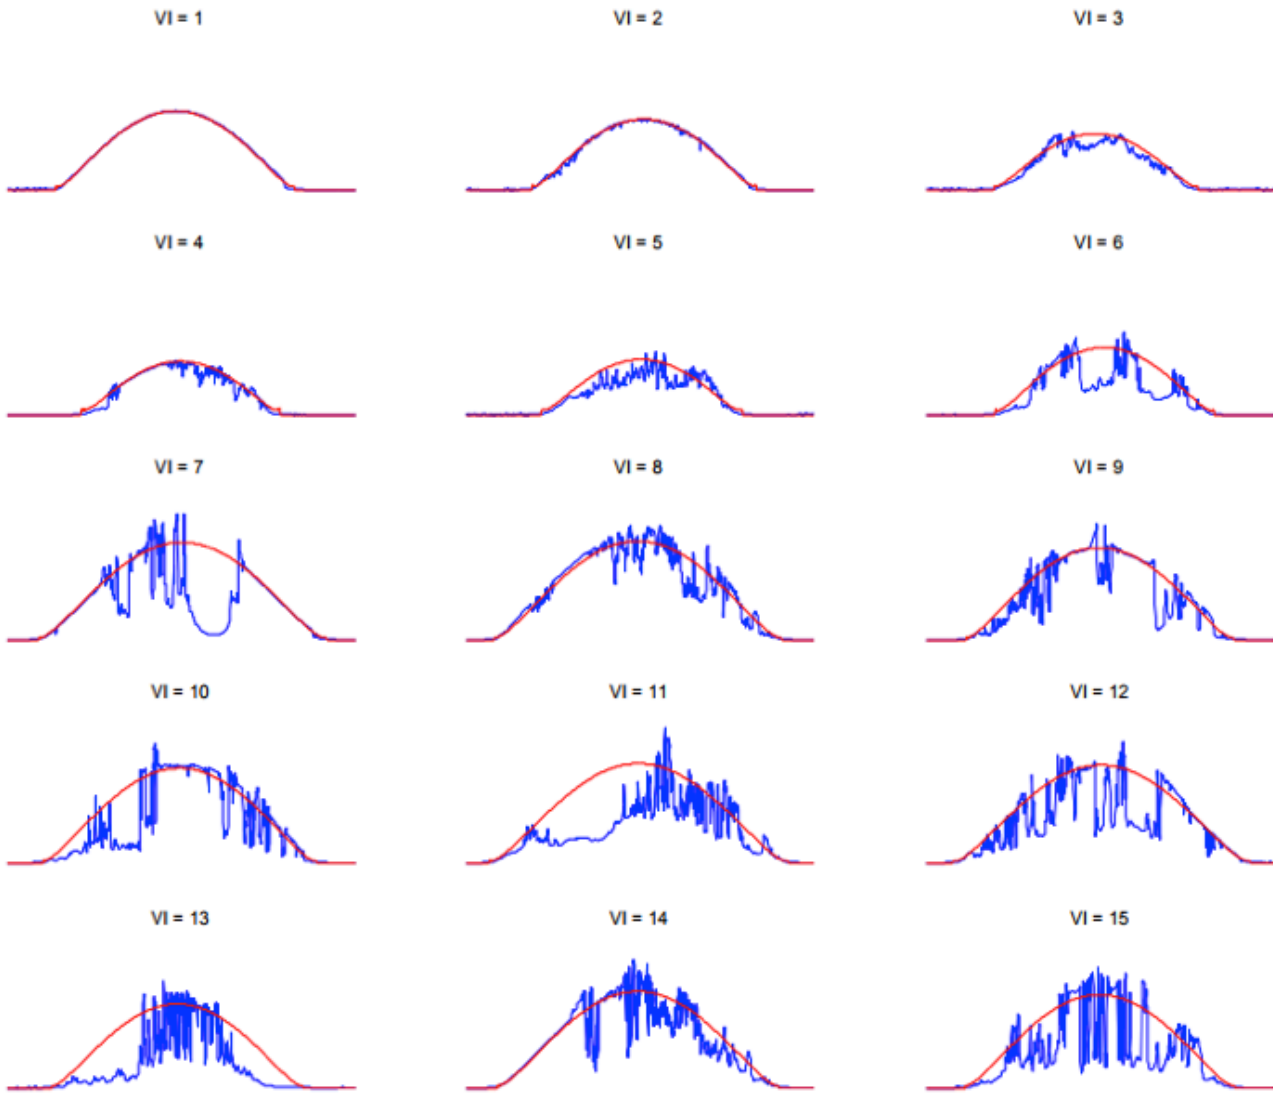 VI = 1
VI = 2
VI = 3
VI = 4
VI = 5
VI = 6
VI = 7
VI = 8
VI = 9
VI = 10
VI = 11
VI = 12
VI = 13
VI = 14
VI = 15